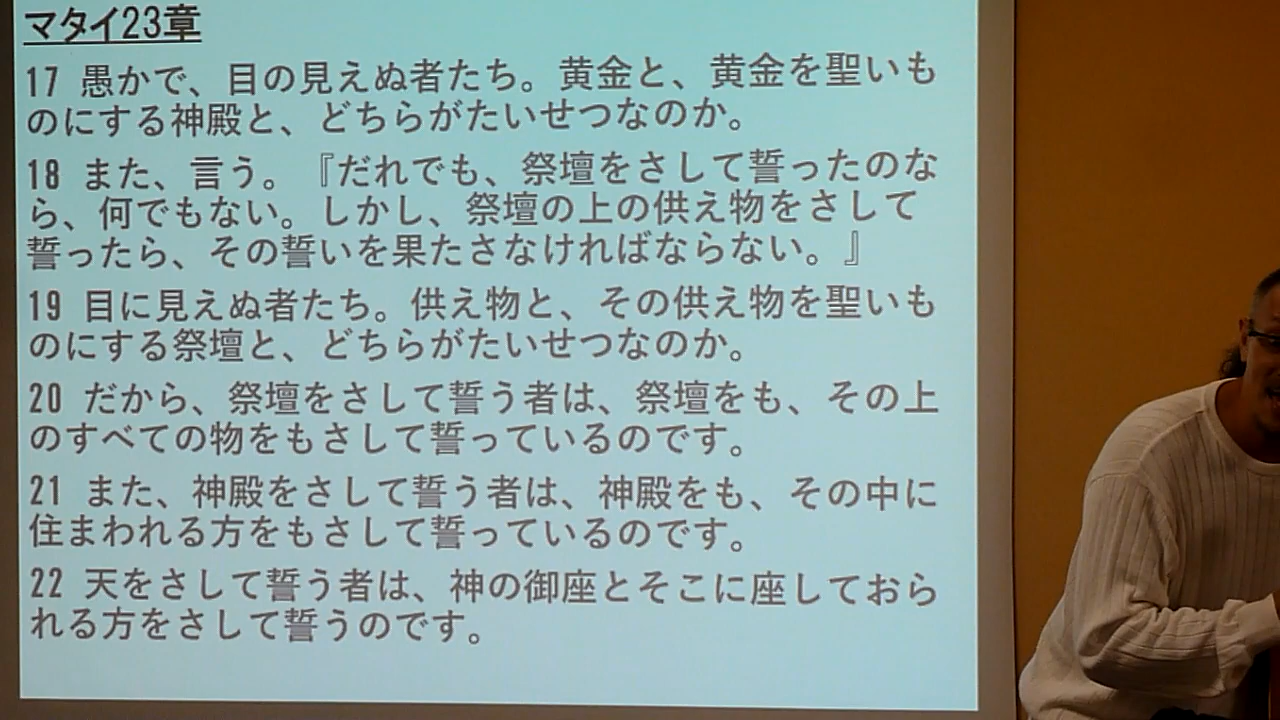 マタイ23章
17 愚かで、目の見えぬ者たち。黄金と、黄金を聖いも
のにする神殿と、どちらがたいせつなのか。
18 また、言う。『だれでも、祭壇をさして誓ったのな
ら、何でもない。しかし、祭壇の上の供え物をさして
誓ったら、その誓いを果たさなければならない。』
19 目に見えぬ者たち。供え物と、その供え物を聖いも
のにする祭壇と、どちらがたいせつなのか。
20 だから、祭壇をさして誓う者は、祭壇をも、その上
のすべての物をもさして誓っているのです。
21 また、神殿をさして誓う者は、神殿をも、その中に
住まわれる方をもさして誓っているのです。
22 天をさして誓う者は、神の御座とそこに座しておら
れる方をさして誓うのです。